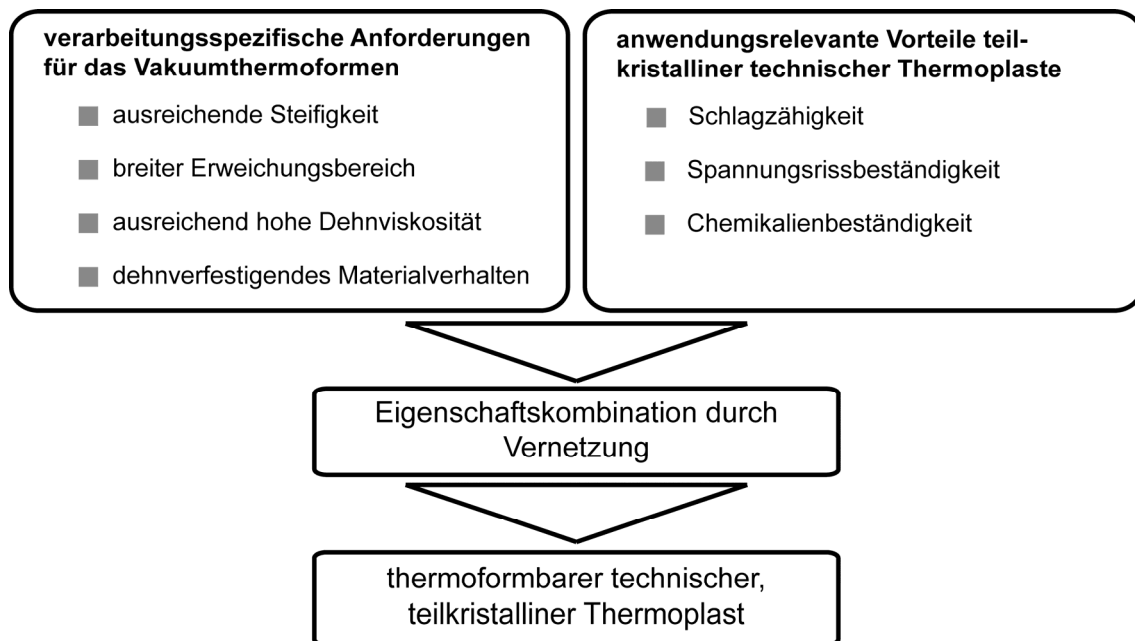 verarbeitungsspezifische Anforderungen
für das Vakuumthermoformen
ausreichende Steifigkeit
breiter Erweichungsbereich
ausreichend hohe Dehnviskosität
dehnverfestigendes Materialverhalten
anwendungsrelevante Vorteile teil-
kristalliner technischer Thermoplaste
Schlagzähigkeit
Spannungsrissbeständigkeit
Chemikalienbeständigkeit
Eigenschaftskombination durch
Vernetzung
thermoformbarer technischer,
teilkristalliner Thermoplast